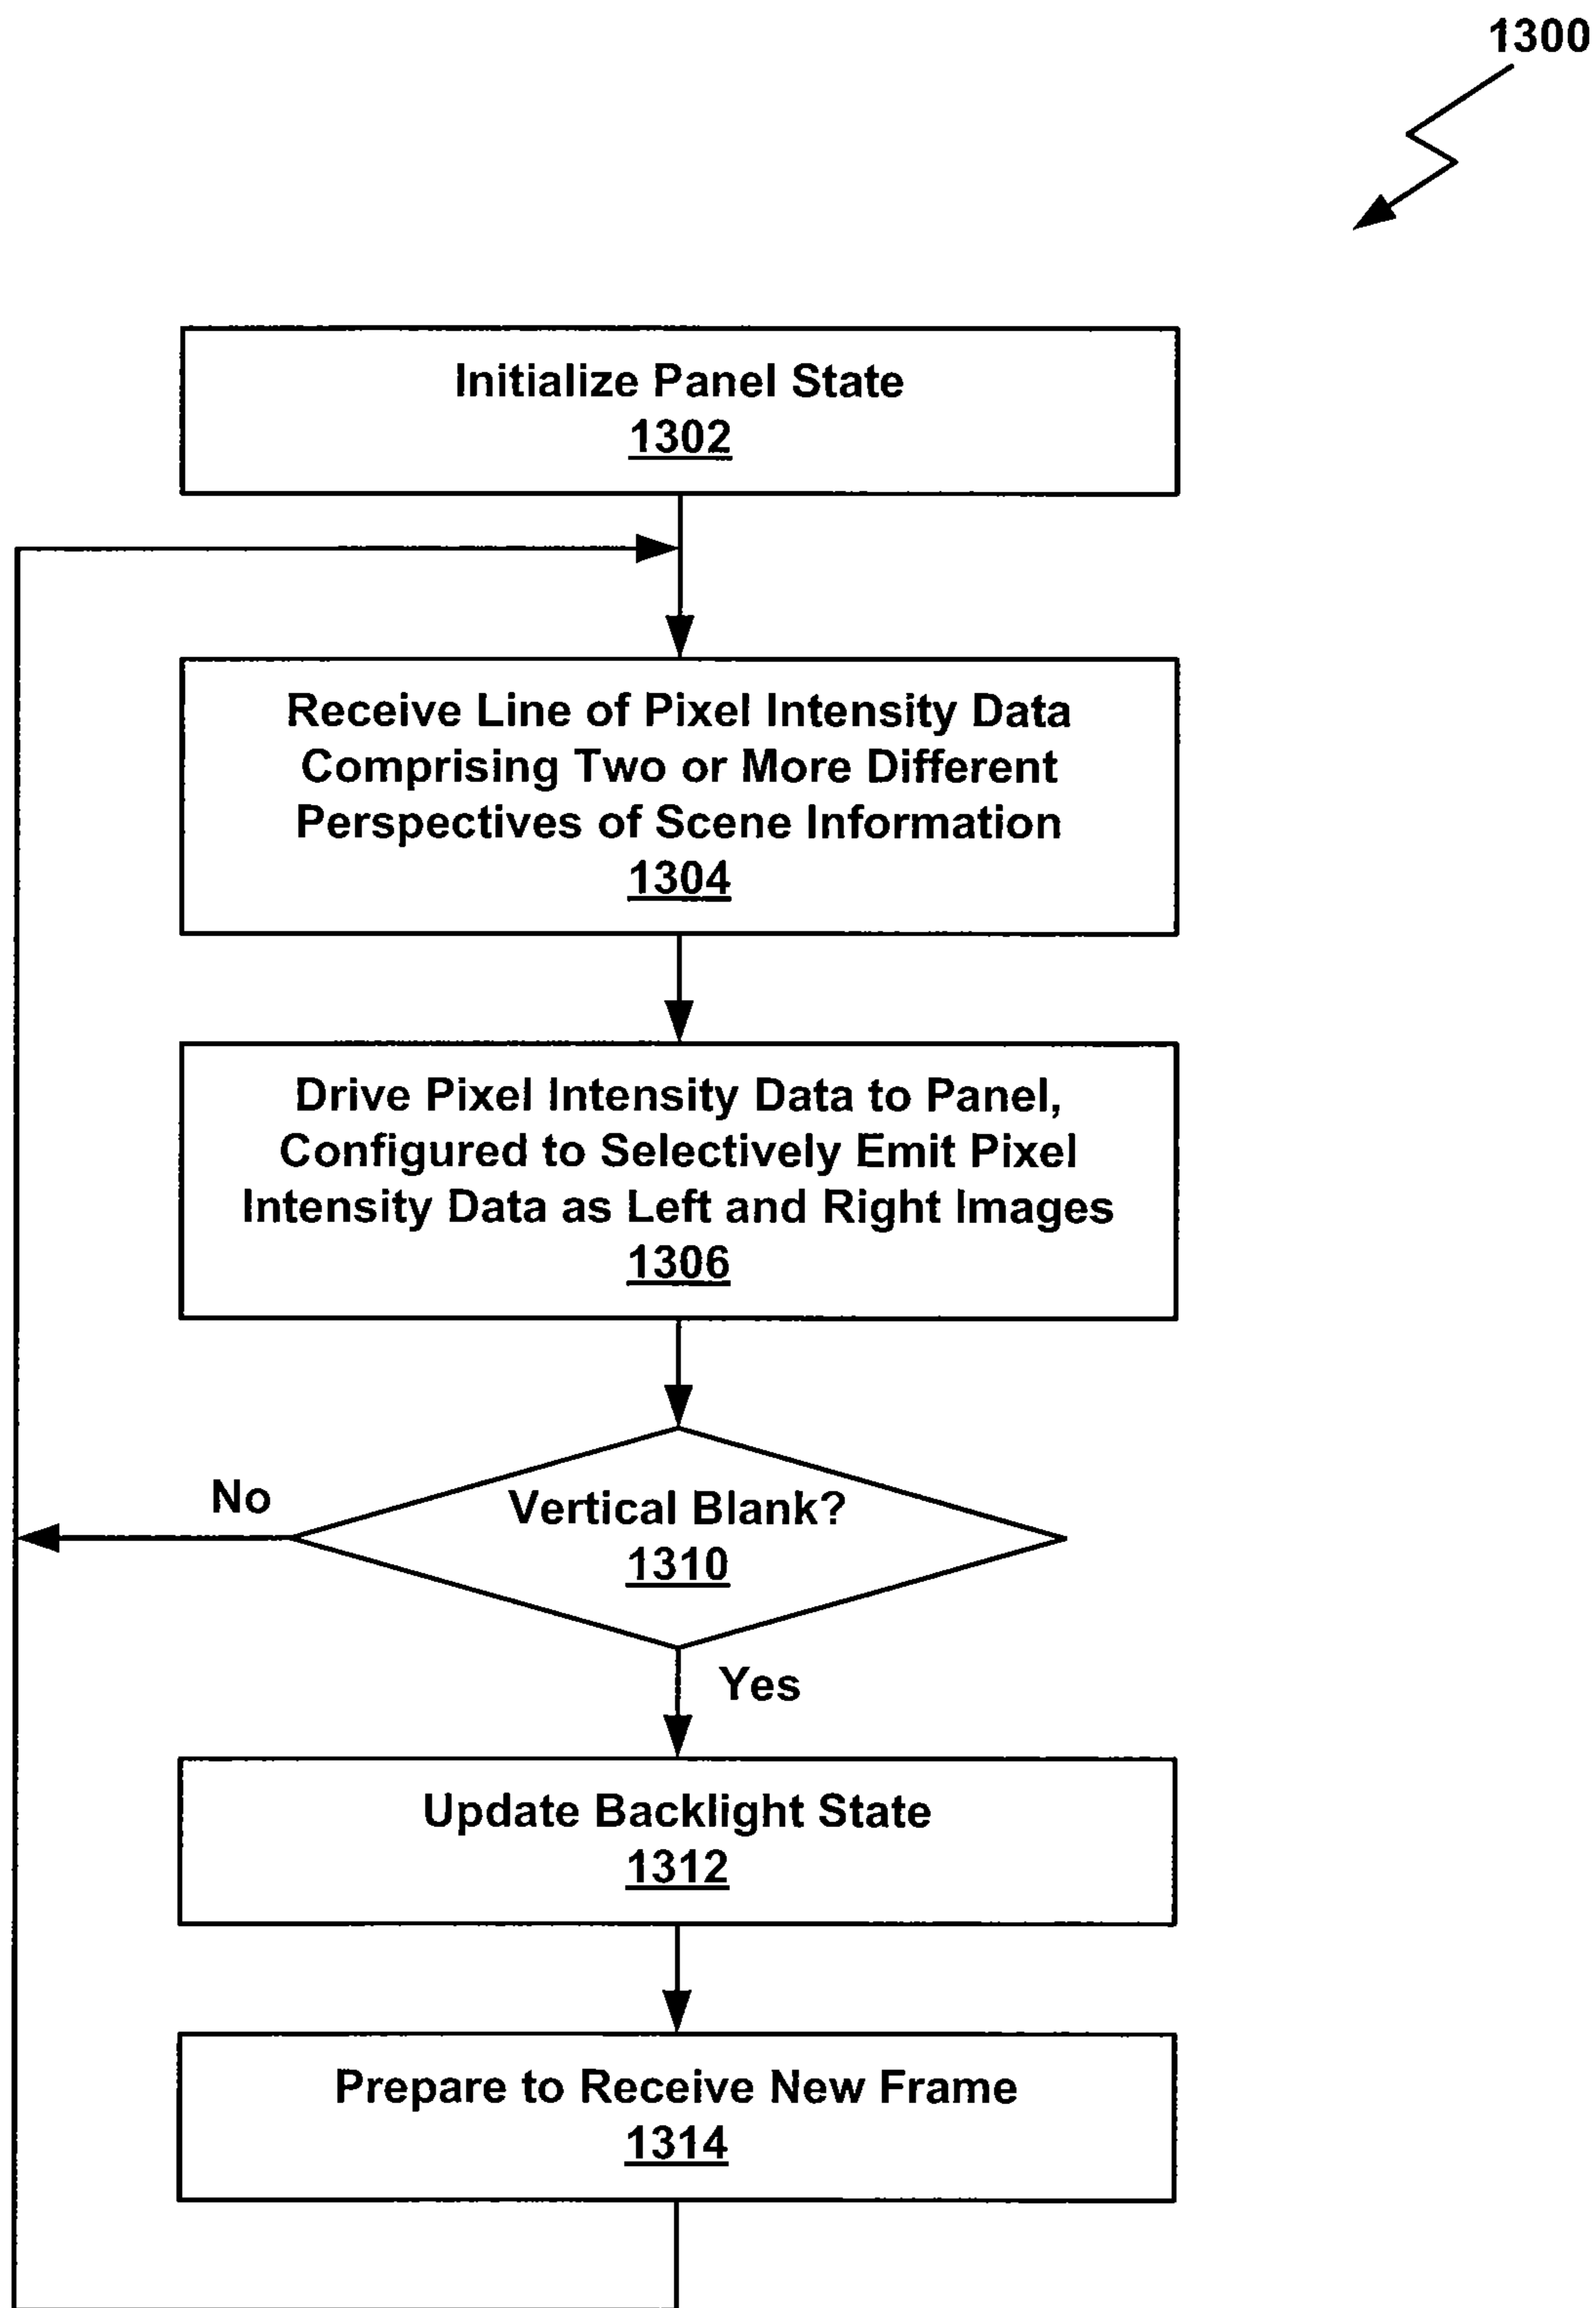 1300
Initialize Panel State
1302
Receive Line of Pixel Intensity Data
Comprising Two or More Different
Perspectives of Scene Information
1304
Drive Pixel Intensity Data to Panel,
Configured to Selectively Emit Pixel
Intensity Data as Left and Right Images
1306
No
Vertical Blank?
1310
Yes
Update Backlight State
1312
Prepare to Receive New Frame
1314